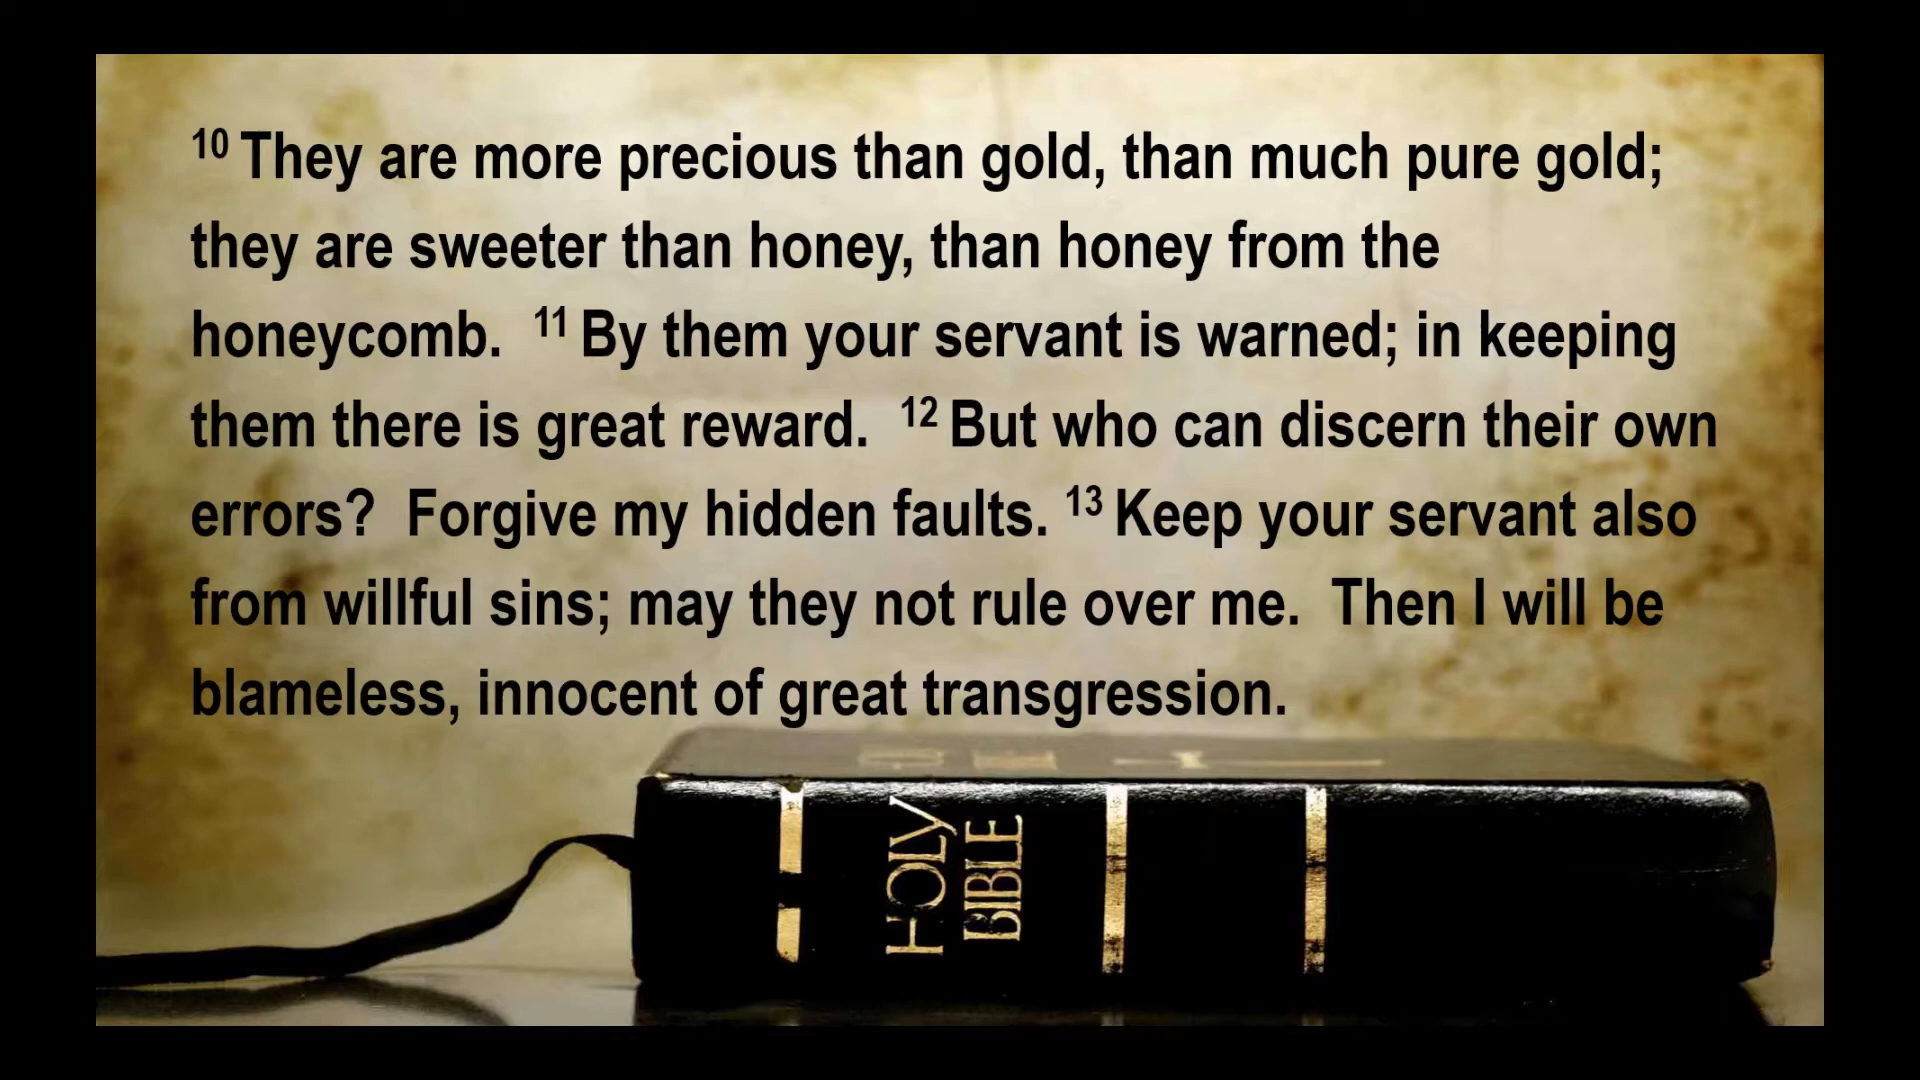 10 They are more precious than gold, than much pure gold;
they are sweeter than honey, than honey from the
honeycomb.  11 By them your servant is warned; in keeping
them there is great reward.  12 But who can discern their own
errors?  Forgive my hidden faults. 13 Keep your servant also
from willful sins; may they not rule over me.  Then I will be
blameless, innocent of great transgression.
HOLY
BIBLE